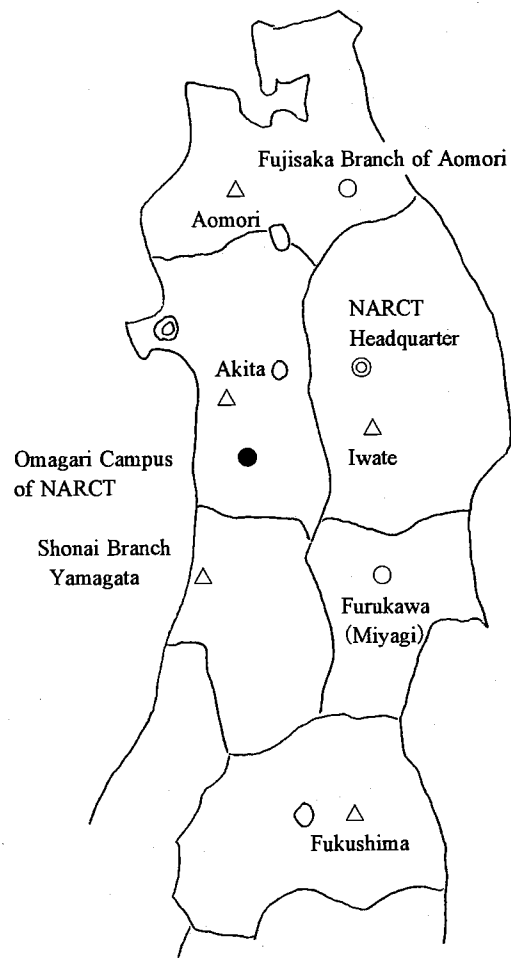 Fujisaka Branch of Aomori
Aomori
NARCT
Headquarter
Akita
Iwate
Omagari Campus
of NARCT
Shonai Branch
Yamagata
Furukawa
(Miyagi)
Fukushima